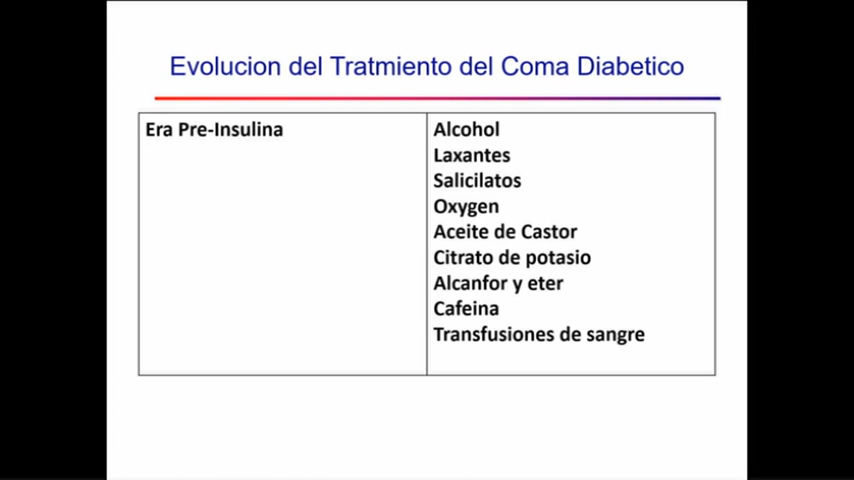 Evolucion del Tratmiento del Coma Diabetico
Era Pre-Insulina
Alcohol
Laxantes
Salicilatos
Oxygen
Aceite de Castor
Citrato de potasio
Alcanfor y eter
Cafeina
Transfusiones de sangre